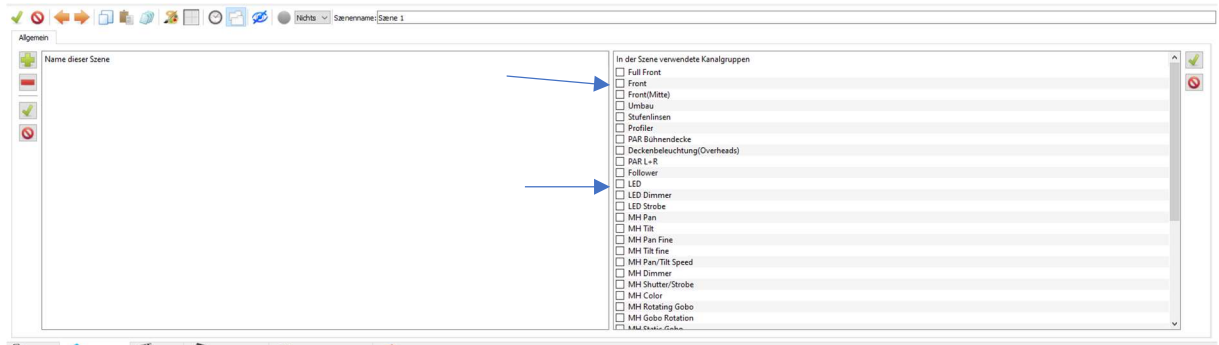 Nichts Szenenname: Szene 1
Allgemein
Name dieser Szene
In der Szene verwendete Kanalgruppen
Full Front
Front
Front(Mitte)
Umbau
Stufenlinsen
Profiler
PAR Bühnendecke
Deckenbeleuchtung(Overheads)
PAR L+R
Follower
LED
LED Dimmer
LED Strobe
MH Pan
MH Tilt
MH Pan Fine
MH Tilt fine
MH Pan/Tilt Speed
MH Dimmer
MH Shutter/Strobe
MH Color
MH Rotating Gobo
MH Gobo Rotation
MH Static Gobo